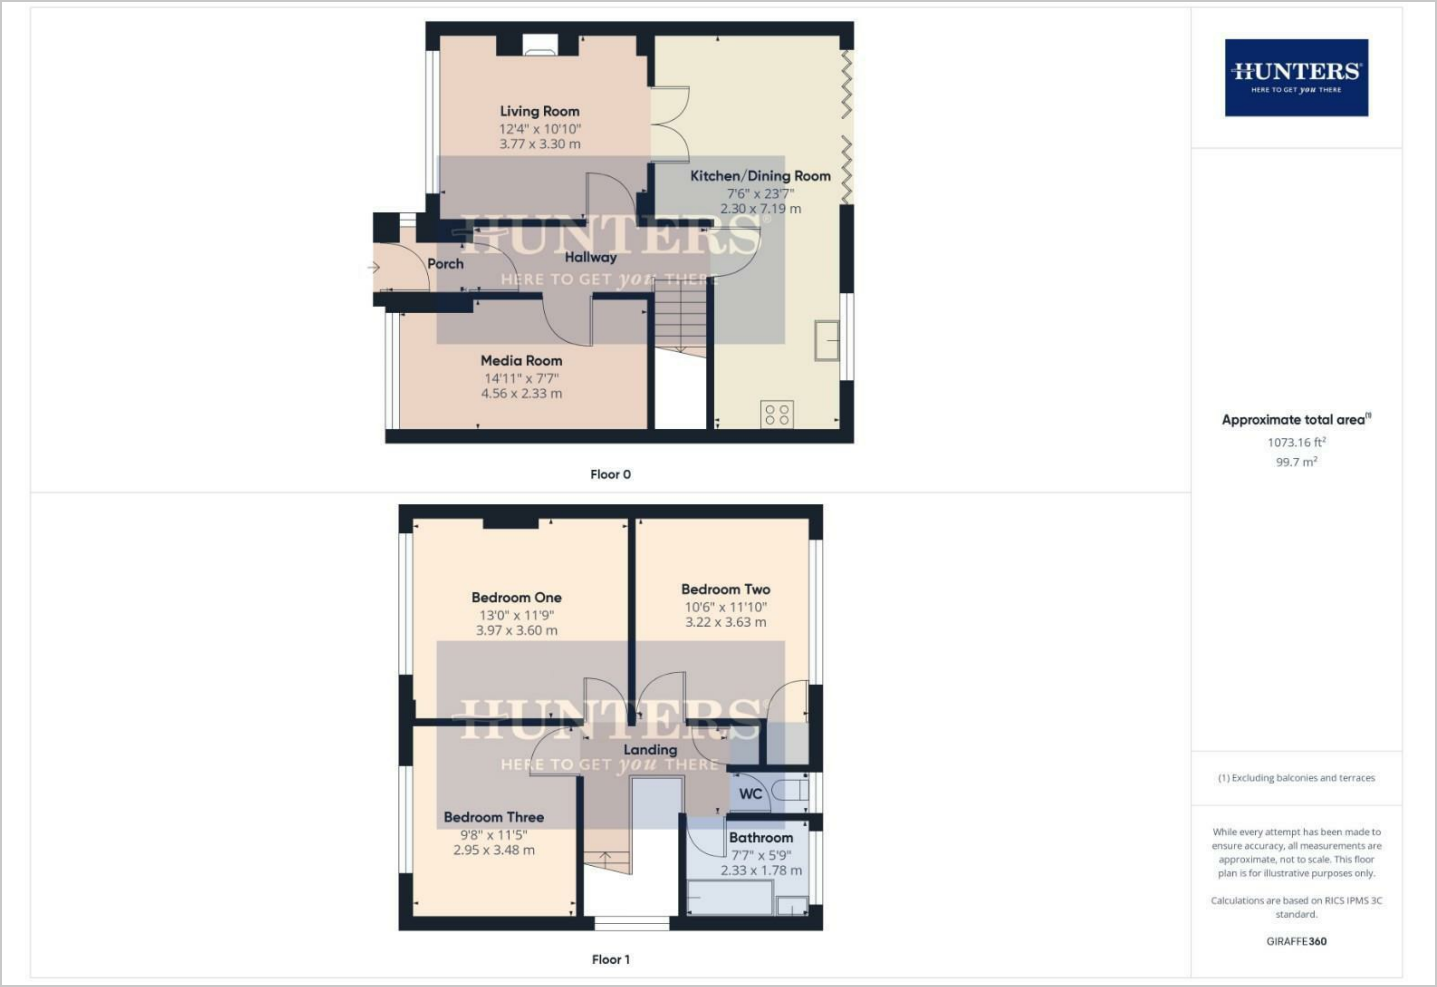 Living Room
12'4" x 10'10"
3.77 x 3.30 m
Kitchen/Dining Room
7'6" x 23'7"
2.30 x 7.19 m
Porch
Hallway
HUNTERS
HERE TO GET you THERE
Media Room
14'11" x 7'7"
4.56 x 2.33 m
Floor 0
Bedroom One
13'0" x 11'9"
3.97 x 3.60 m
Bedroom Two
10'6" x 11'10"
3.22 x 3.63 m
HUNTERS
HERE TO GET you THERE
Landing
WC
Bedroom Three
9'8" x 11'5"
2.95 x 3.48 m
Bathroom
7'7" x 5'9"
2.33 x 1.78 m
Floor 1
HUNTERS®
HERE TO GET you THERE
Approximate total area(1)
1073.16 ft²
99.7 m²
(1) Excluding balconies and terraces
While every attempt has been made to
ensure accuracy, all measurements are
approximate, not to scale. This floor
plan is for illustrative purposes only.
Calculations are based on RICS IPMS 3C
standard.
GIRAFFE360